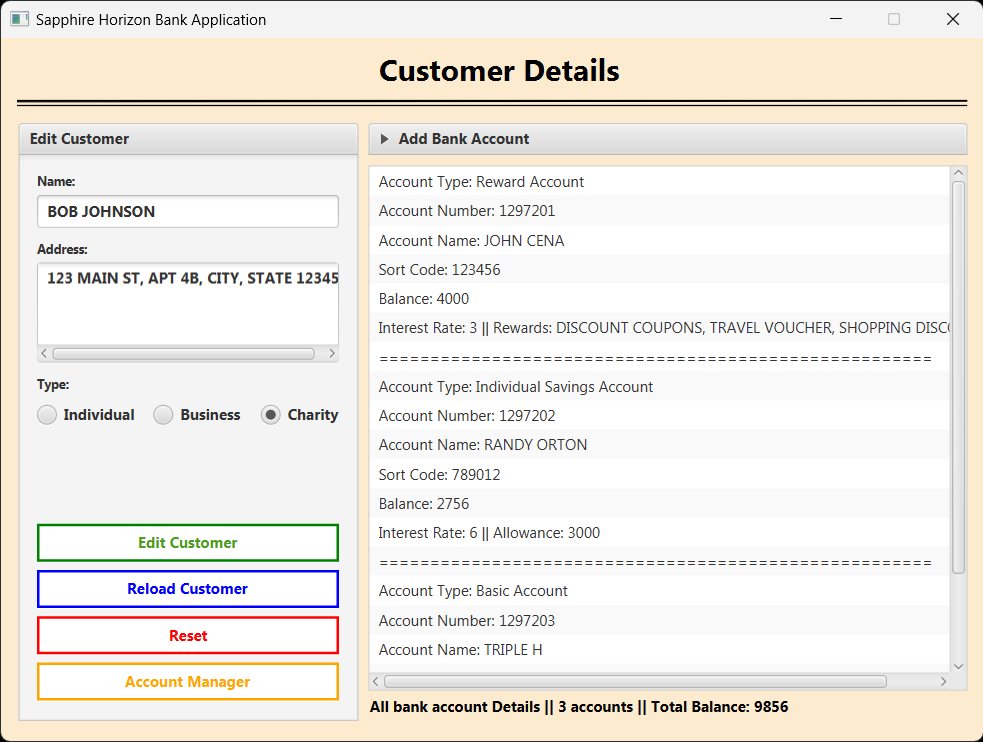 Sapphire Horizon Bank Application
Customer Details
Edit Customer
Name:
BOB JOHNSON
Address:
123 MAIN ST, APT 4B, CITY, STATE 12345
Type:
Individual Business Charity
Edit Customer
Reload Customer
Reset
Account Manager
Add Bank Account
Account Type: Reward Account
Account Number: 1297201
Account Name: JOHN CENA
Sort Code: 123456
Balance: 4000
Interest Rate: 3 || Rewards: DISCOUNT COUPONS, TRAVEL VOUCHER, SHOPPING
======================================================
Account Type: Individual Savings Account
Account Number: 1297202
Account Name: RANDY ORTON
Sort Code: 789012
Balance: 2756
Interest Rate: 6 || Allowance: 3000
======================================================
Account Type: Basic Account
Account Number: 1297203
Account Name: TRIPLE H
All bank account Details || 3 accounts || Total Balance: 9856